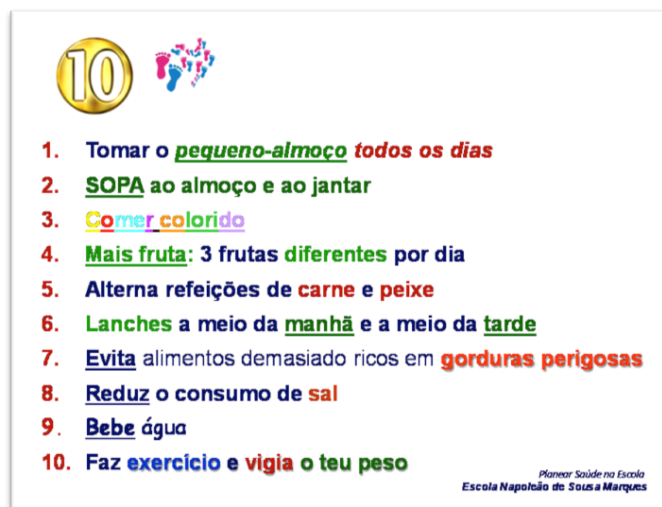 10
1. Tomar o pequeno-almoço todos os dias
2. SOPA ao almoço e ao jantar
3. Comer colorido
4. Mais fruta: 3 frutas diferentes por dia
5. Alterna refeições de carne e peixe
6. Lanches a meio da manhã e a meio da tarde
7. Evita alimentos demasiado ricos em gorduras perigosas
8. Reduz o consumo de sal
9. Bebe água
10. Faz exercício e vigia o teu peso
Planear Saúde na Escola
Escola Napoleão de Sousa Marques